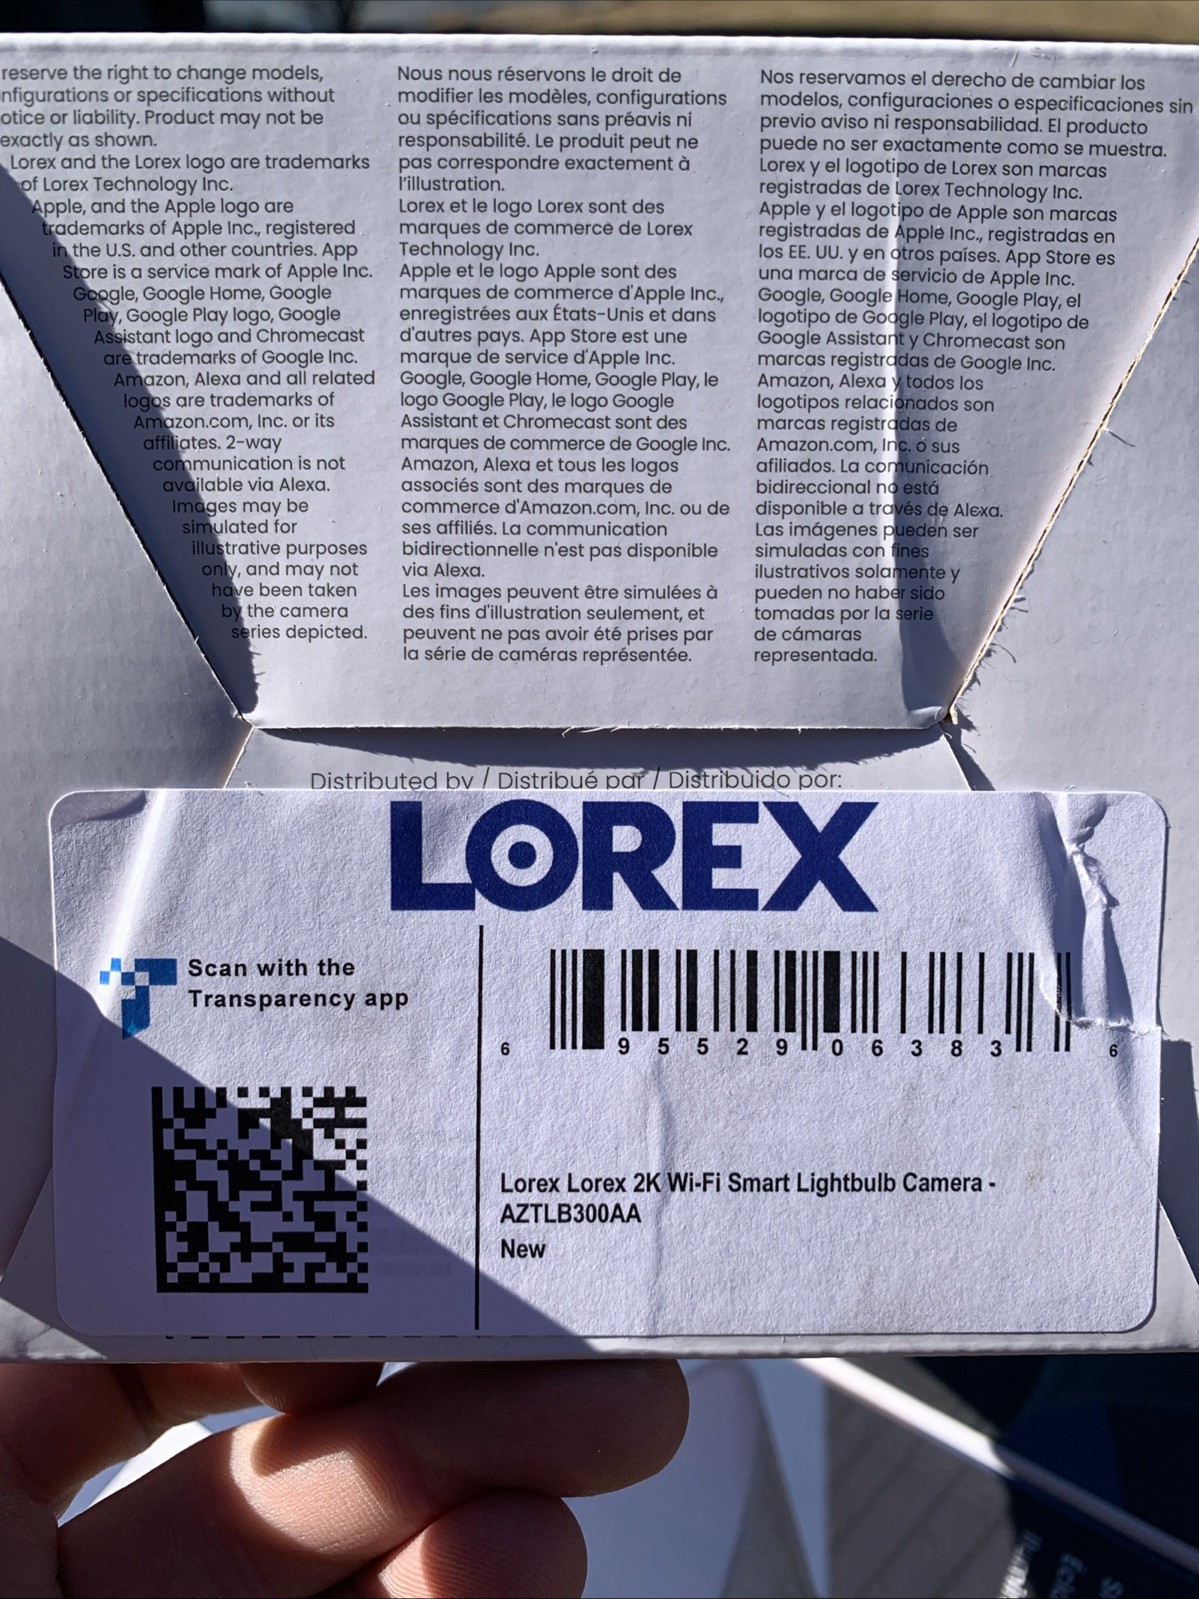 reserve the right to change models,
nfigurations or specifications without
otice or liability. Product may not be
exactly as shown.
Lorex and the Lorex logo are trademarks
of Lorex Technology Inc.
Apple, and the Apple logo are
trademarks of Apple Inc., registered
in the U.S. and other countries. App
Store is a service mark of Apple Inc.
Google, Google Home, Google
Play, Google Play logo, Google
Assistant logo and Chromecast
are trademarks of Google Inc.
Amazon, Alexa and all related
logos are trademarks of
Amazon.com, Inc. or its
affiliates. 2-way
communication is not
available via Alexa.
Images may be
simulated for
illustrative purposes
only, and may not
have been taken
by the camera
series depicted.
Nous nous réservons le droit de
modifier les modèles, configurations
ou spécifications sans préavis ni
responsabilité. Le produit peut ne
pas correspondre exactement à
l'illustration.
Lorex et le logo Lorex sont des
marques de commerce de Lorex
Technology Inc.
Apple et le logo Apple sont des
marques de commerce d'Apple Inc.,
enregistrées aux États-Unis et dans
d'autres pays. App Store est une
marque de service d'Apple Inc.
Google, Google Home, Google Play, le
logo Google Play, le logo Google
Assistant et Chromecast sont des
marques de commerce de Google Inc.
Amazon, Alexa et tous les logos
associés sont des marques de
commerce d'Amazon.com, Inc. ou de
ses affiliés. La communication
bidirectionnelle n'est pas disponible
via Alexa.
Les images peuvent être simulées à
des fins d'illustration seulement, et
peuvent ne pas avoir été prises par
la série de caméras représentée.
Nos reservamos el derecho de cambiar los
modelos, configuraciones o especificaciones sin
previo aviso ni responsabilidad. El producto
puede no ser exactamente como se muestra.
Lorex y el logotipo de Lorex son marcas
registradas de Lorex Technology Inc.
Apple y el logotipo de Apple son marcas
registradas de Apple Inc., registradas en
los EE. UU. y en otros países. App Store es
una marca de servicio de Apple Inc.
Google, Google Home, Google Play, el
logotipo de Google Play, el logotipo de
Google Assistant y Chromecast son
marcas registradas de Google Inc.
Amazon, Alexa y todos los
logotipos relacionados son
marcas registradas de
Amazon.com, Inc. o sus
afiliados. La comunicación
bidireccional no está
disponible a través de Alexa.
Las imágenes pueden ser
simuladas con fines
ilustrativos solamente y
pueden no haber sido
tomadas por la serie
de cámaras
representada.
Distributed by / Distribué par / Distribuido por:
LOREX
Scan with the
Transparency app
6 95529 06383 6
Lorex Lorex 2K Wi-Fi Smart Lightbulb Camera -
AZTLB300AA
New